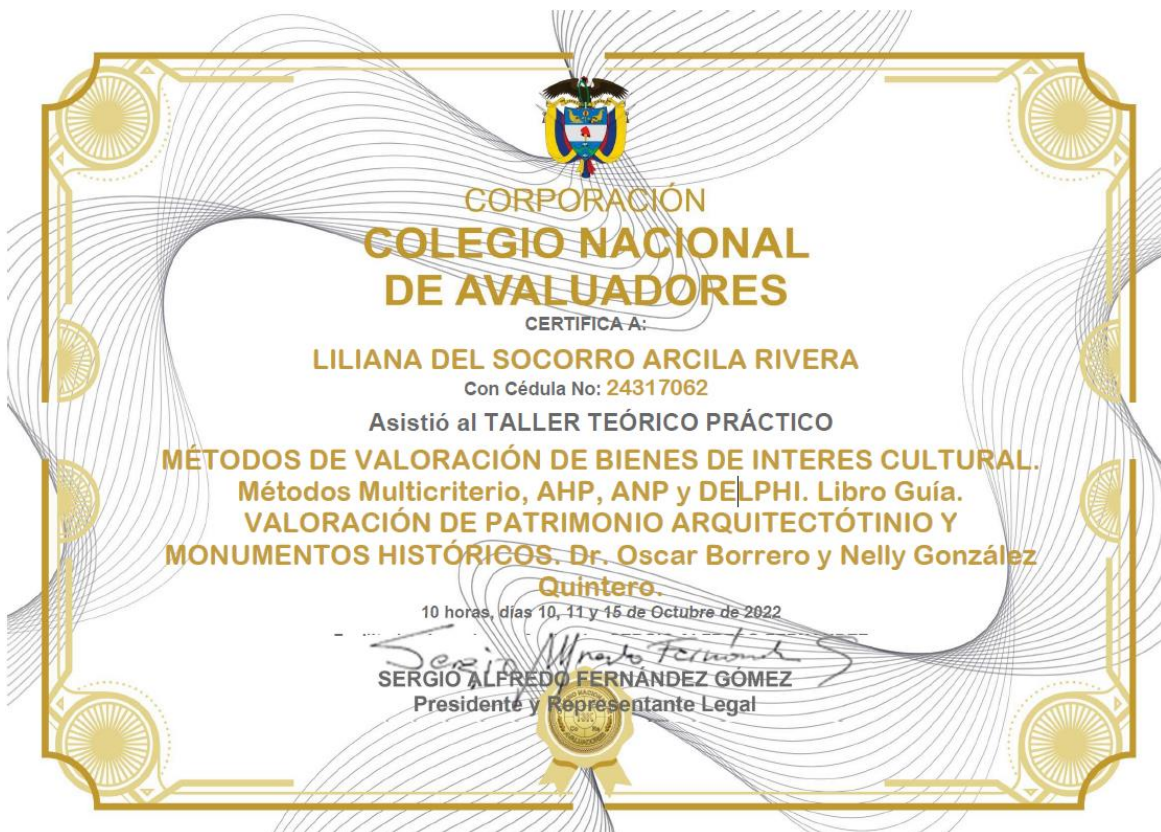 CORPORACIÓN
COLEGIO NACIONAL
DE AVALUADORES
CERTIFICA A:
LILIANA DEL SOCORRO ARCILA RIVERA
Con Cédula No: 24317062
Asistió al TALLER TEÓRICO PRÁCTICO
MÉTODOS DE VALORACIÓN DE BIENES DE INTERES CULTURAL.
Métodos Multicriterio, AHP, ANP y DELPHI. Libro Guía.
VALORACIÓN DE PATRIMONIO ARQUITECTÓTINIO Y
MONUMENTOS HISTÓRICOS. Dr. Oscar Borrero y Nelly González
Quintero.
10 horas, días 10, 11 y 15 de Octubre de 2022
Sergio Alfredo Fernández
SERGIO ALFREDO FERNÁNDEZ GÓMEZ
Presidente y Representante Legal